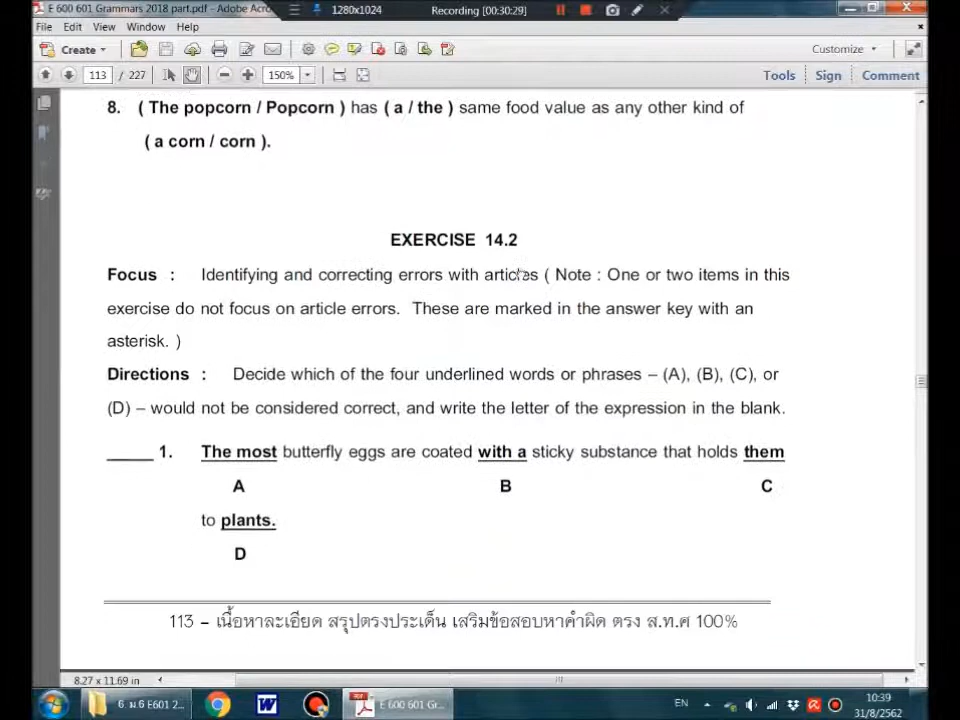 E 600 601 Grammars 2018 part.pdf - Adobe Acro
1280x1024
Recording [00:30:29]
File Edit View Window Help
Create
Customize
113 / 227
150%
Tools Sign Comment
8. ( The popcorn / Popcorn ) has ( a / the ) same food value as any other kind of
( a corn / corn ).
EXERCISE 14.2
Focus : Identifying and correcting errors with articles ( Note : One or two items in this
exercise do not focus on article errors. These are marked in the answer key with an
asterisk. )
Directions : Decide which of the four underlined words or phrases – (A), (B), (C), or
(D) – would not be considered correct, and write the letter of the expression in the blank.
_____ 1. The most butterfly eggs are coated with a sticky substance that holds them
A B C
to plants.
D
113 – เนื้อหาละเอียด สรุปตรงประเด็น เสริมข้อสอบหาคำผิด ตรง ส.ท.ศ 100%
8.27 x 11.69 in
6. ม.6 E601 2...
E 600 601 Gr...
EN
10:39
31/8/2562